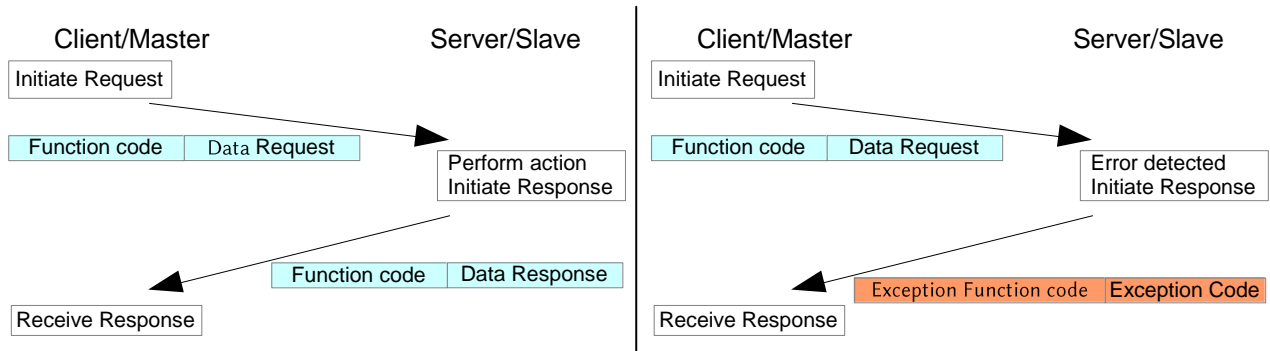 Client/Master
Server/Slave
Initiate Request
Function code
Data Request
Perform action
Initiate Response
Function code
Data Response
Receive Response
Client/Master
Server/Slave
Initiate Request
Function code
Data Request
Error detected
Initiate Response
Exception Function code
Exception Code
Receive Response